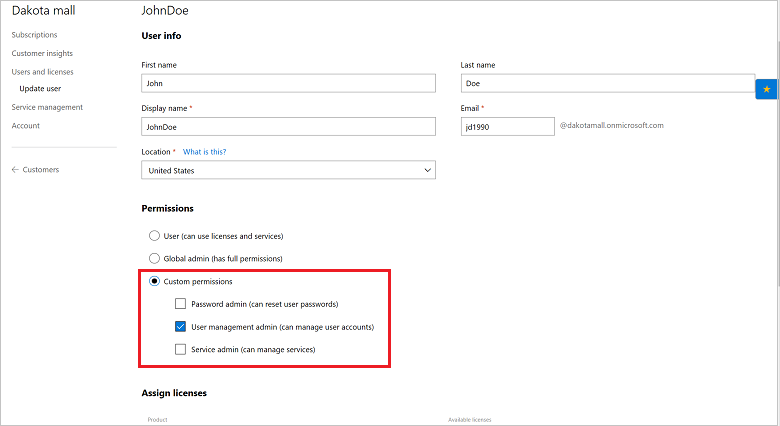 Dakota mall
JohnDoe
Subscriptions
Customer insights
Users and licenses
Update user
Service management
Account
Customers
User info
First name
Last name
John
Doe
Display name *
Email *
JohnDoe
jd1990
@dakotamall.onmicrosoft.com
Location * What is this?
United States
Permissions
User (can use licenses and services)
Global admin (has full permissions)
Custom permissions
Password admin (can reset user passwords)
User management admin (can manage user accounts)
Service admin (can manage services)
Assign licenses
Product
Available licenses